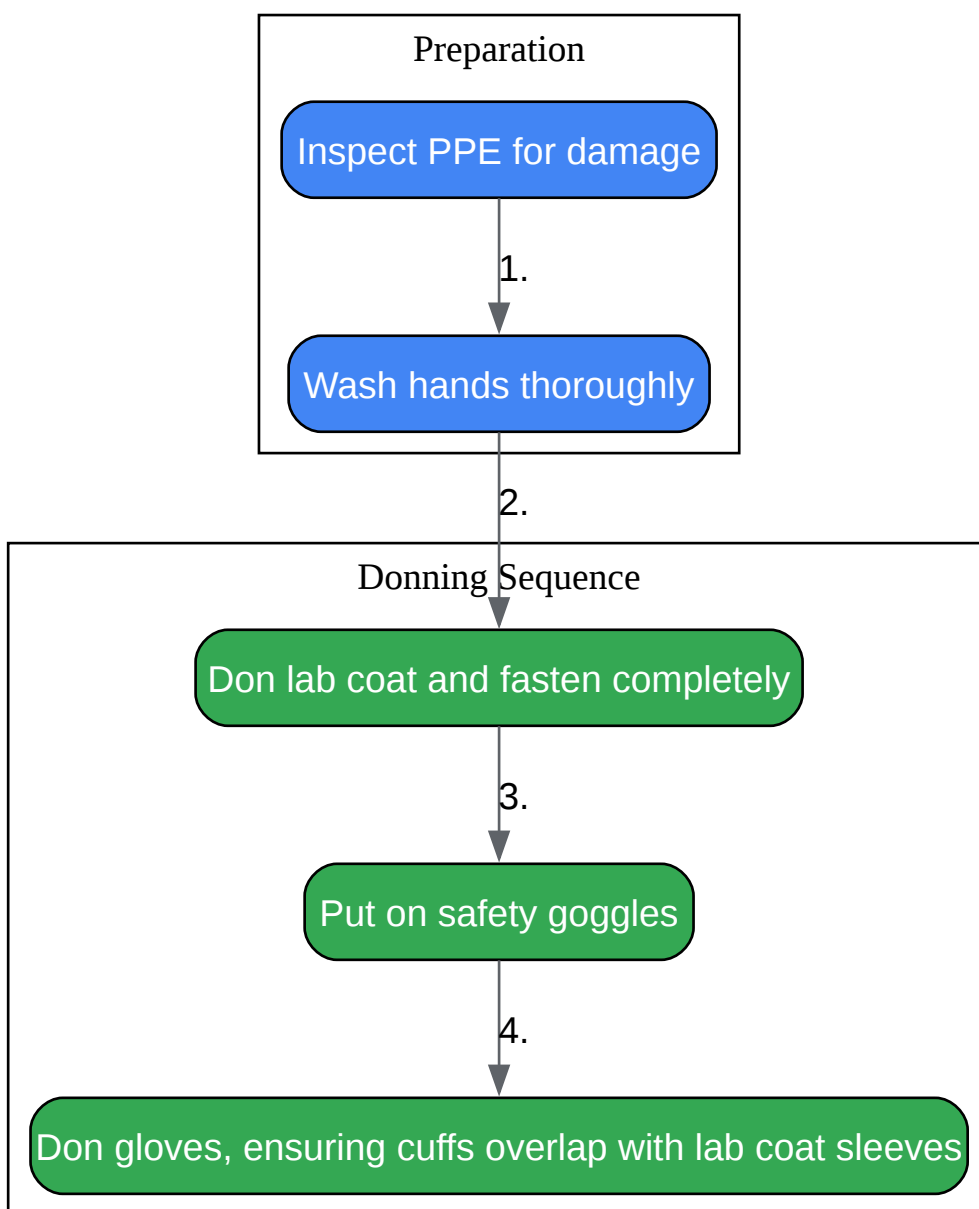 Preparation
Inspect PPE for damage
1.
Wash hands thoroughly
2.
Donning Sequence
Don lab coat and fasten completely
3.
Put on safety goggles
4.
Don gloves, ensuring cuffs overlap with lab coat sleeves